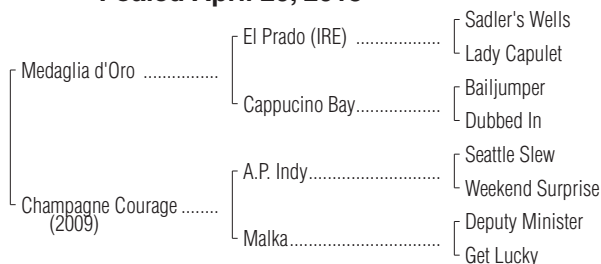 April
Sadler's Wells
El Prado (IRE) ...................
Lady Capulet
Medaglia d'Oro ................
Bailjumper
Cappucino Bay...................
Dubbed In
Seattle Slew
A.P. Indy..............................
Weekend Surprise
Champagne Courage ........
(2009)
Deputy Minister
Malka..................................
Get Lucky